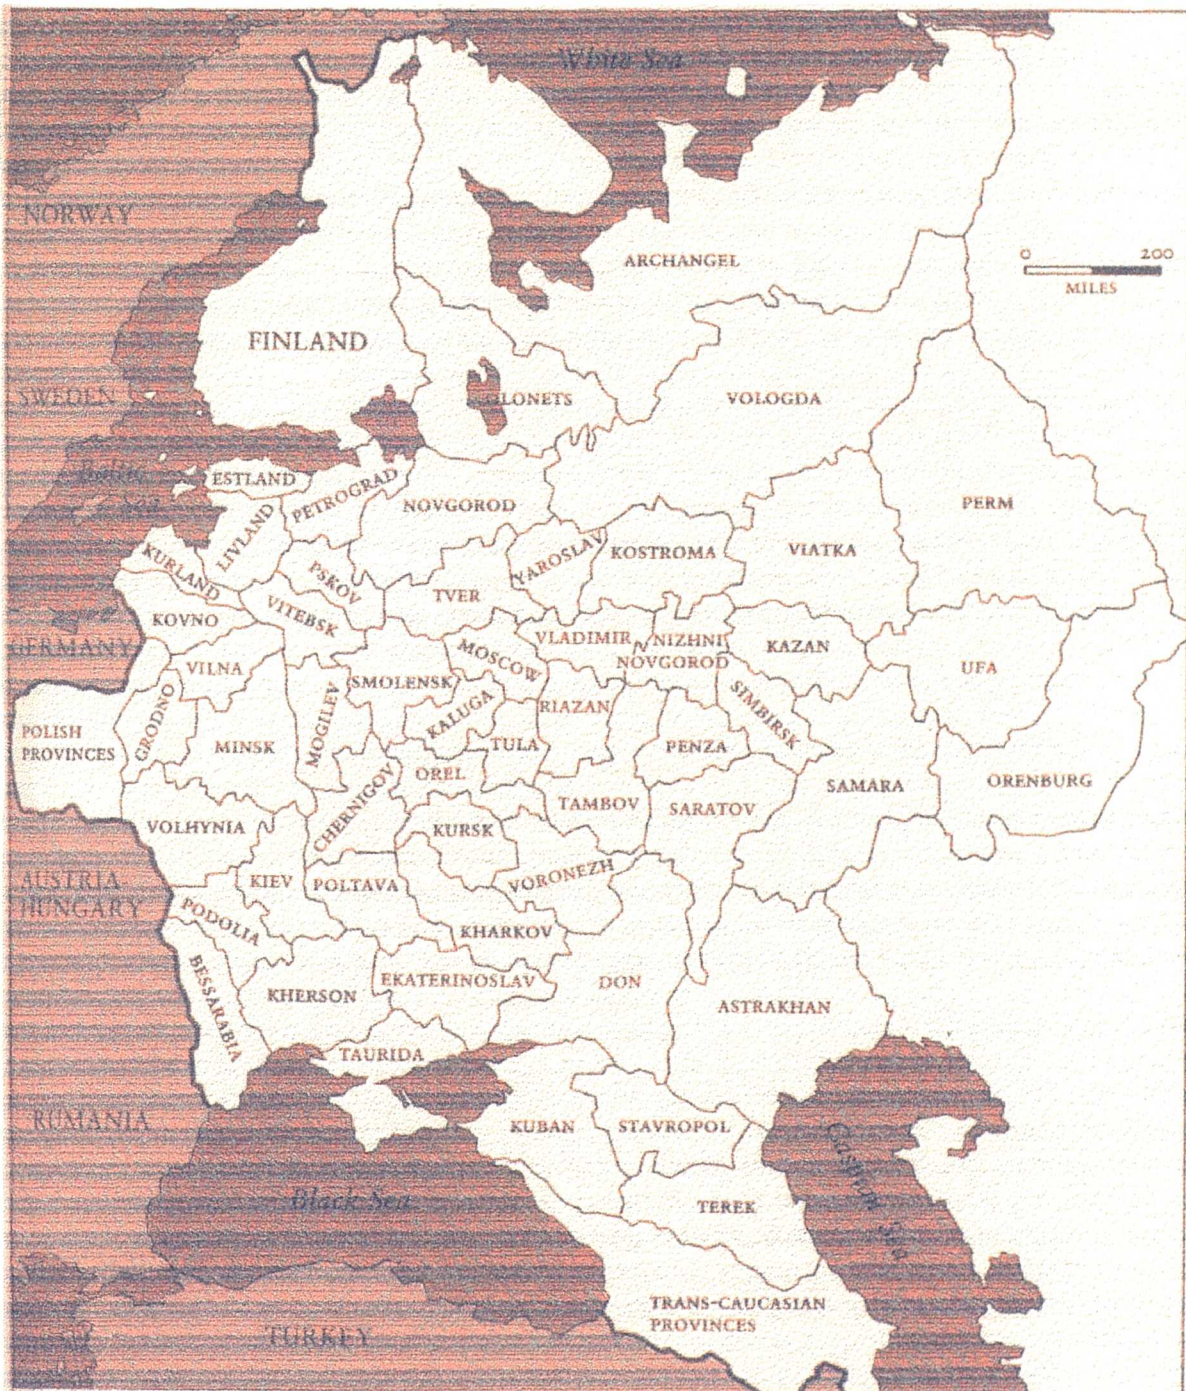 White Sea
NORWAY
ARCHANGEL
0 200
MILES
FINLAND
SWEDEN
OLONETS
VOLOGDA
Baltic
Sea
ESTLAND
PETROGRAD
NOVGOROD
PERM
LIVLAND
YAROSLAV
KOSTROMA
VIATKA
KURLAND
PSKOV
TVER
KOVNO
VITEBSK
GERMANY
VLADIMIR
NIZHNI
NOVGOROD
KAZAN
UFA
VILNA
MOSCOW
SMOLENSK
GRODNO
MOGILEV
KALUGA
RIAZAN
SIMBIRSK
POLISH
PROVINCES
MINSK
TULA
PENZA
OREL
SAMARA
ORENBURG
CHERNIGOV
TAMBOV
SARATOV
VOLHYNIA
KURSK
AUSTRIA
HUNGARY
KIEV
POLTAVA
VORONEZH
PODOLIA
KHARKOV
BESSARABIA
KHERSON
EKATERINOSLAV
DON
ASTRAKHAN
TAURIDA
RUMANIA
KUBAN
STAVROPOL
Caspian Sea
Black Sea
TEREK
TRANS-CAUCASIAN
PROVINCES
TURKEY